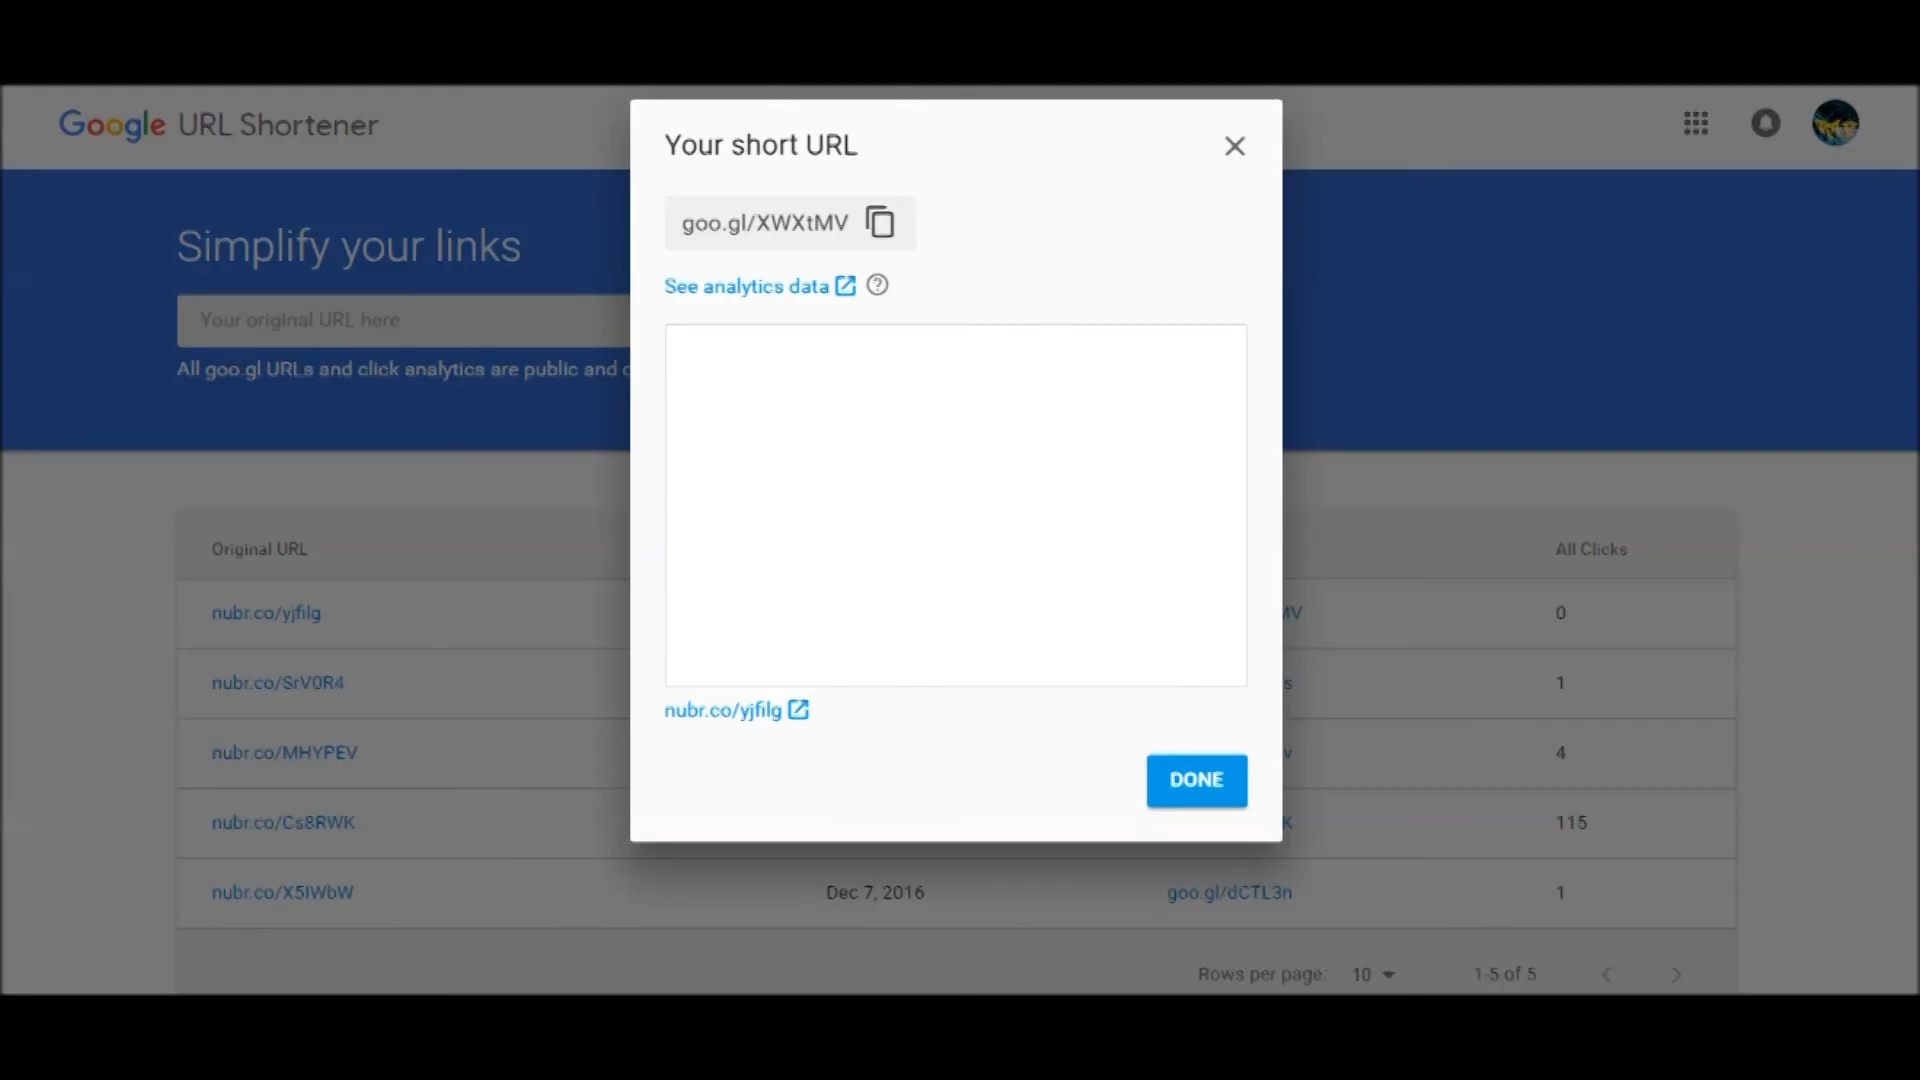 Google URL Shortener
Your short URL
goo.gl/XWXtMV
See analytics data
Simplify your links
Your original URL here
All goo.gl URLs and click analytics are public and
nubr.co/yjfilg
DONE
Original URL All Clicks
nubr.co/yjfilg MV 0
nubr.co/SrV0R4 s 1
nubr.co/MHYPEV v 4
nubr.co/Cs8RWK K 115
nubr.co/X5IWbW Dec 7, 2016 goo.gl/dCTL3n 1
Rows per page: 10 1-5 of 5